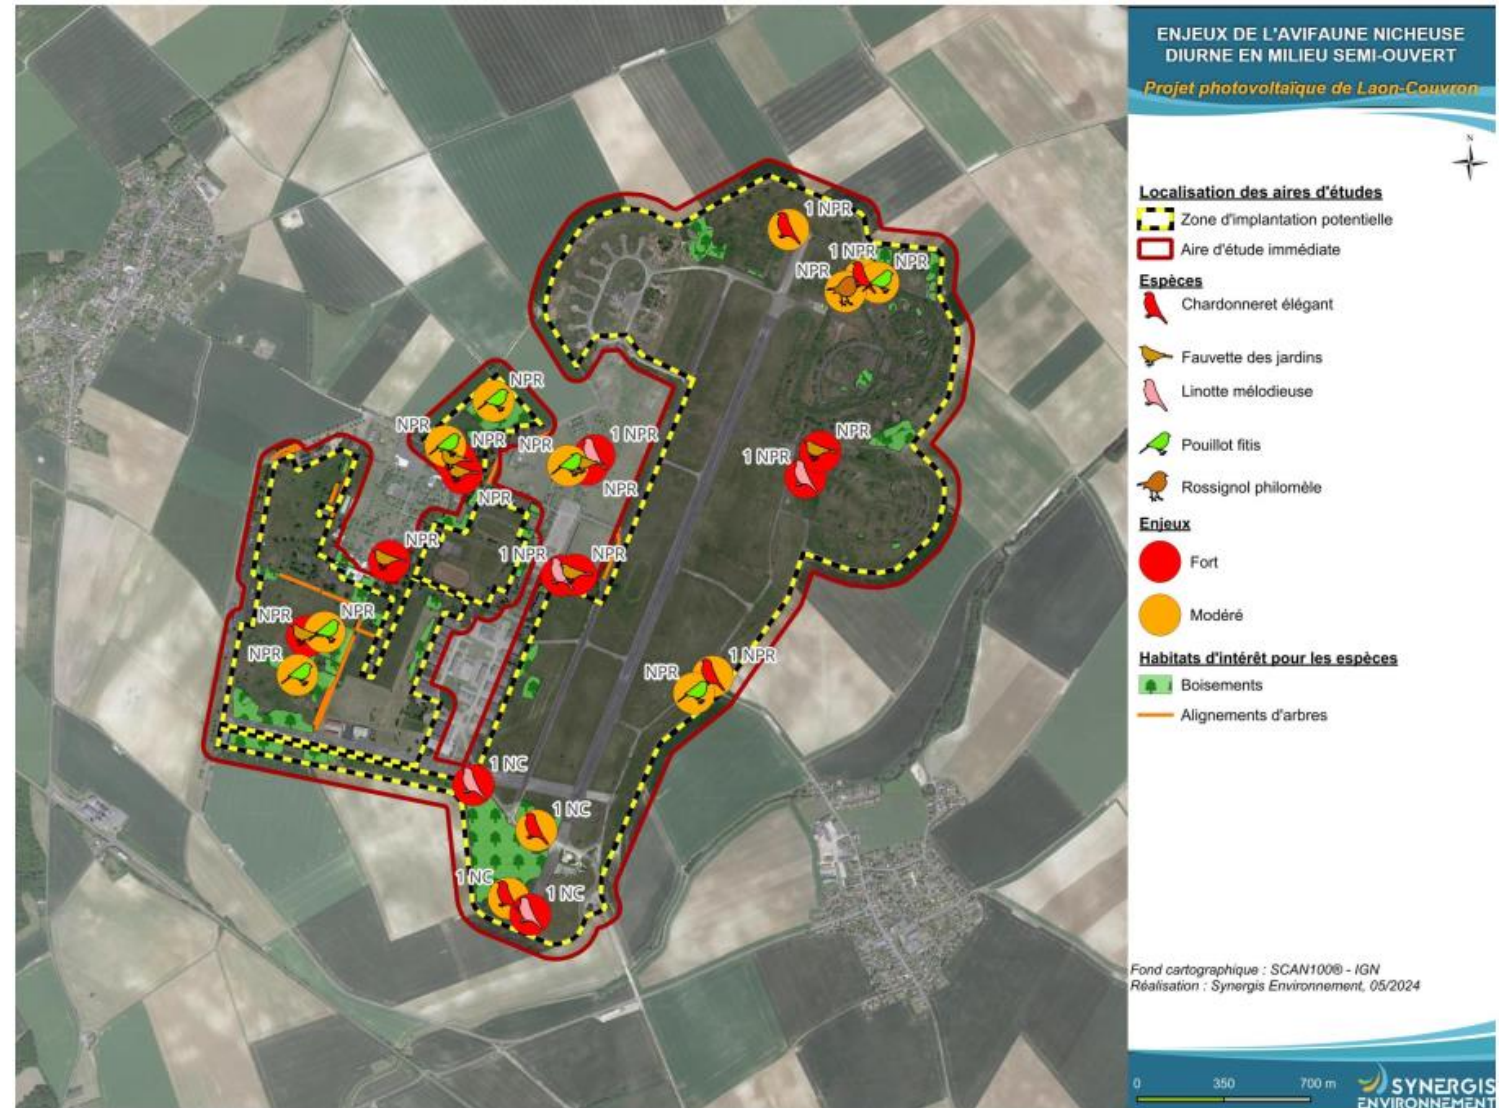 ENJEUX DE L'AVIFAUNE NICHEUSE
DIURNE EN MILIEU SEMI-OUVERT
Projet photovoltaïque de Laon-Couvron
N
Localisation des aires d'études
Zone d'implantation potentielle
Aire d'étude immédiate
Espèces
Chardonneret élégant
Fauvette des jardins
Linotte mélodieuse
Pouillot fitis
Rossignol philomèle
Enjeux
Fort
Modéré
Habitats d'intérêt pour les espèces
Boisements
Alignements d'arbres
Fond cartographique : SCAN100® - IGN
Réalisation : Synergis Environnement, 05/2024
0 350 700 m
SYNERGIS
ENVIRONNEMENT
1 NPR
1 NPR
NPR
NPR
NPR
NPR
NPR
NPR
1 NPR
NPR
NPR
NPR
1 NPR
NPR
1 NPR
NPR
NPR
NPR
NPR
1 NPR
NPR
1 NC
1 NC
1 NC
1 NC